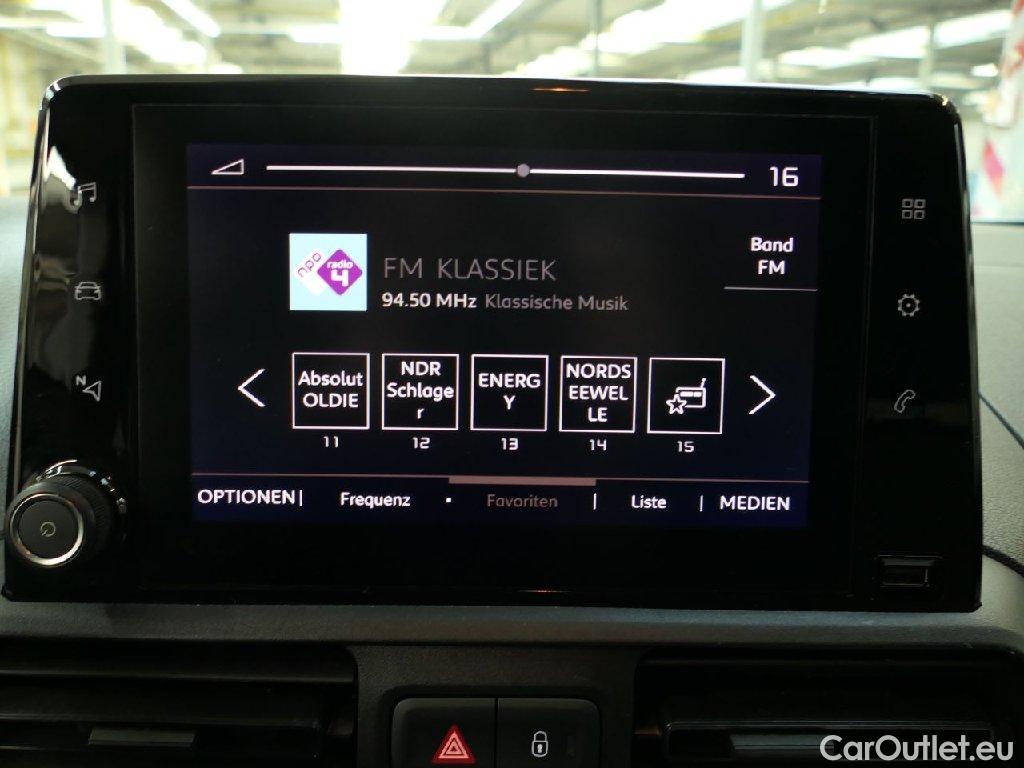 16
Band
FM
npo radio 4
FM KLASSIEK
94.50 MHz Klassische Musik
Absolut
OLDIE
NDR
Schlage
r
ENERG
Y
NORDS
EEWEL
LE
11 12 13 14 15
OPTIONEN| Frequenz Favoriten | Liste | MEDIEN
N
CarOutlet.eu